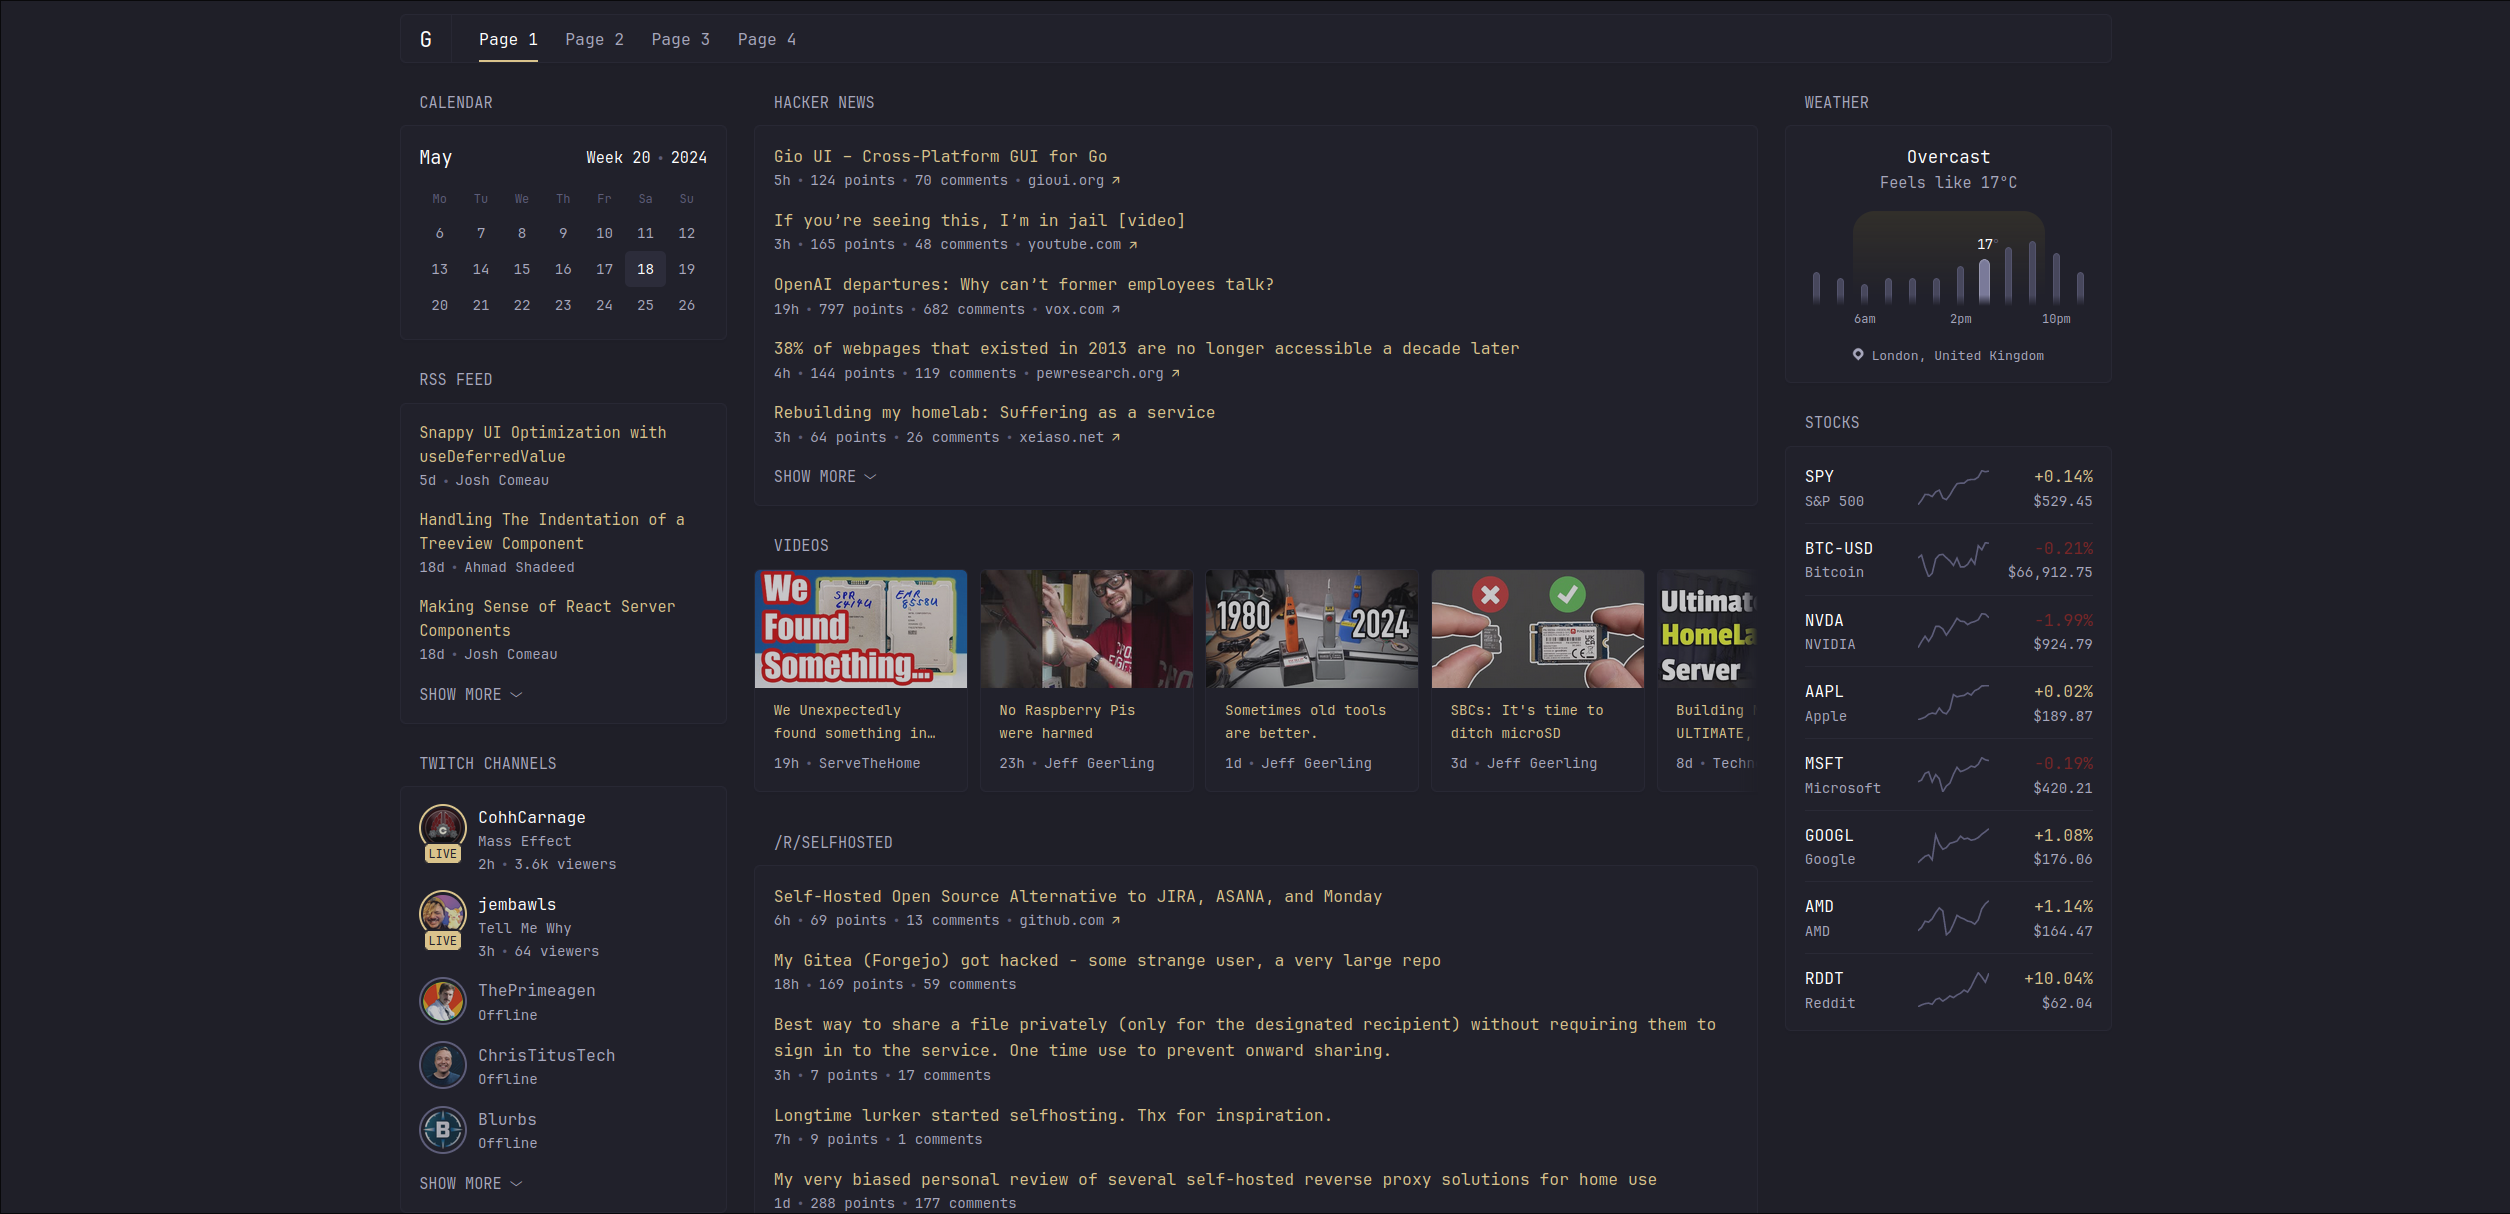 G
Page 1
Page 2
Page 3
Page 4
CALENDAR
May
Week 20 • 2024
Mo Tu We Th Fr Sa Su
6 7 8 9 10 11 12
13 14 15 16 17 18 19
20 21 22 23 24 25 26
RSS FEED
Snappy UI Optimization with
useDeferredValue
5d • Josh Comeau
Handling The Indentation of a
Treeview Component
18d • Ahmad Shadeed
Making Sense of React Server
Components
18d • Josh Comeau
SHOW MORE
TWITCH CHANNELS
CohhCarnage
Mass Effect
2h • 3.6k viewers
LIVE
jembawls
Tell Me Why
3h • 64 viewers
LIVE
ThePrimeagen
Offline
ChrisTitusTech
Offline
B
Blurbs
Offline
SHOW MORE
HACKER NEWS
Gio UI – Cross-Platform GUI for Go
5h • 124 points • 70 comments • gioui.org ↗
If you’re seeing this, I’m in jail [video]
3h • 165 points • 48 comments • youtube.com ↗
OpenAI departures: Why can’t former employees talk?
19h • 797 points • 682 comments • vox.com ↗
38% of webpages that existed in 2013 are no longer accessible a decade later
4h • 144 points • 119 comments • pewresearch.org ↗
Rebuilding my homelab: Suffering as a service
3h • 64 points • 26 comments • xeiaso.net ↗
SHOW MORE
VIDEOS
We
Found
Something...
SPR
6414U
EMR
8558U
We Unexpectedly
found something in…
19h • ServeTheHome
No Raspberry Pis
were harmed
23h • Jeff Geerling
1980
2024
Sometimes old tools
are better.
1d • Jeff Geerling
SBCs: It's time to
ditch microSD
3d • Jeff Geerling
Ultimate
HomeLa
Server
Building
ULTIMATE,
8d • Techn
/R/SELFHOSTED
Self-Hosted Open Source Alternative to JIRA, ASANA, and Monday
6h • 69 points • 13 comments • github.com ↗
My Gitea (Forgejo) got hacked - some strange user, a very large repo
18h • 169 points • 59 comments
Best way to share a file privately (only for the designated recipient) without requiring them to
sign in to the service. One time use to prevent onward sharing.
3h • 7 points • 17 comments
Longtime lurker started selfhosting. Thx for inspiration.
7h • 9 points • 1 comments
My very biased personal review of several self-hosted reverse proxy solutions for home use
1d • 288 points • 177 comments
WEATHER
Overcast
Feels like 17°C
17°
6am 2pm 10pm
London, United Kingdom
STOCKS
SPY +0.14%
S&P 500 $529.45
BTC-USD -0.21%
Bitcoin $66,912.75
NVDA -1.99%
NVIDIA $924.79
AAPL +0.02%
Apple $189.87
MSFT -0.19%
Microsoft $420.21
GOOGL +1.08%
Google $176.06
AMD +1.14%
AMD $164.47
RDDT +10.04%
Reddit $62.04